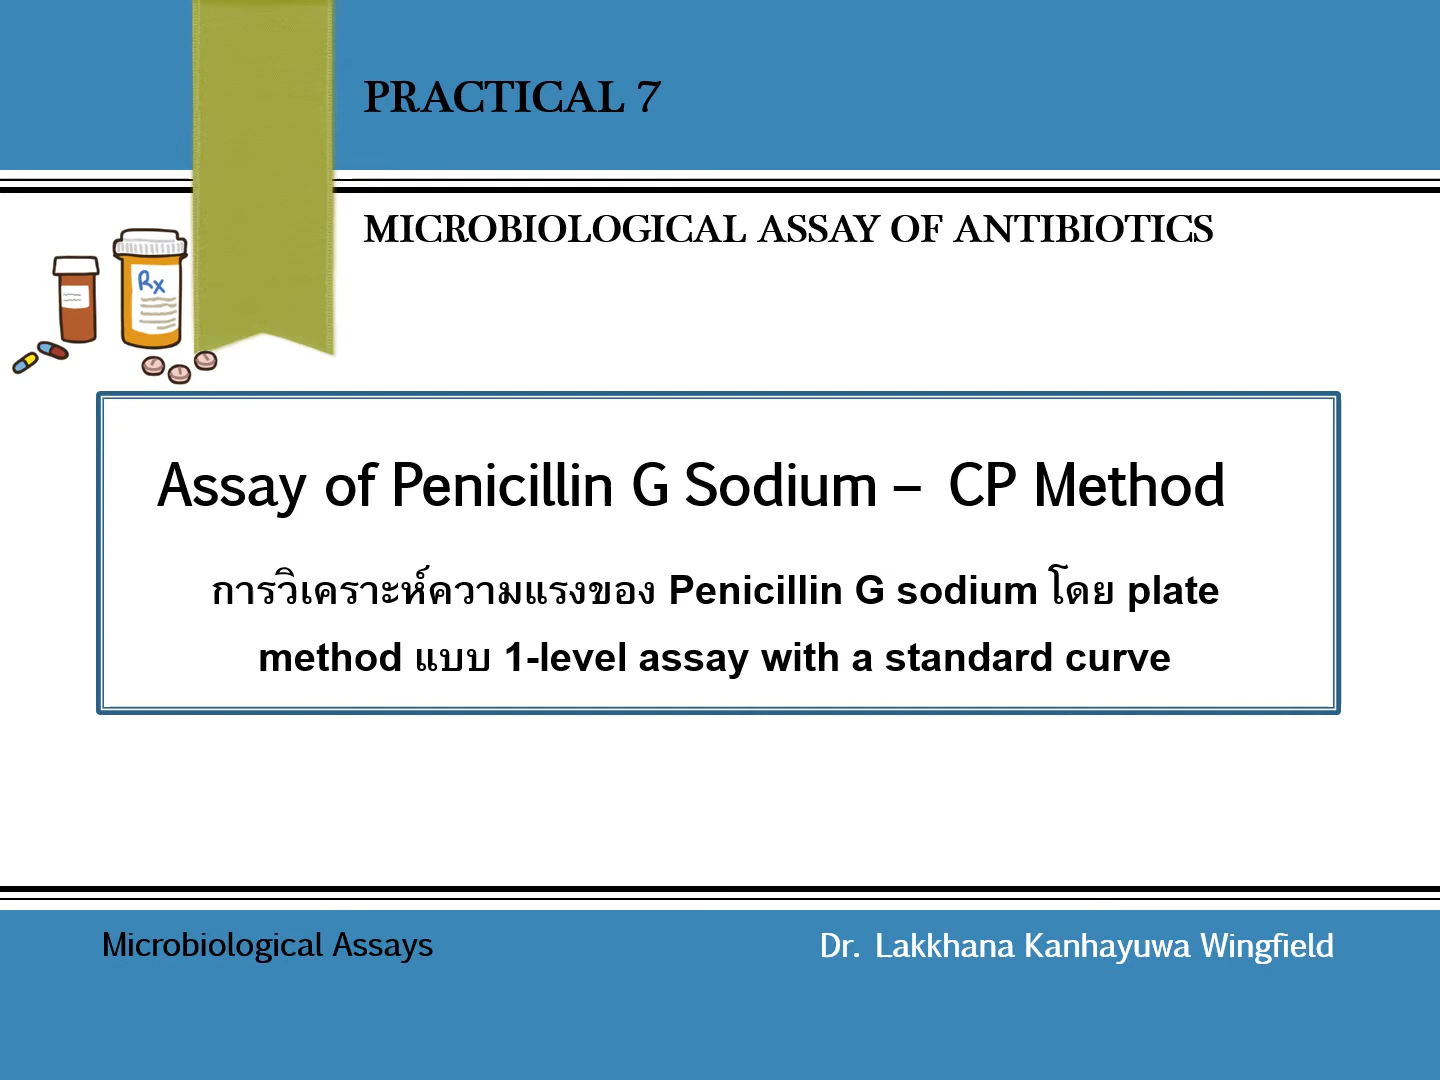 PRACTICAL 7
MICROBIOLOGICAL ASSAY OF ANTIBIOTICS
Rx
Assay of Penicillin G Sodium – CP Method
การวิเคราะห์ความแรงของ Penicillin G sodium โดย plate
method แบบ 1-level assay with a standard curve
Microbiological Assays
Dr. Lakkhana Kanhayuwa Wingfield